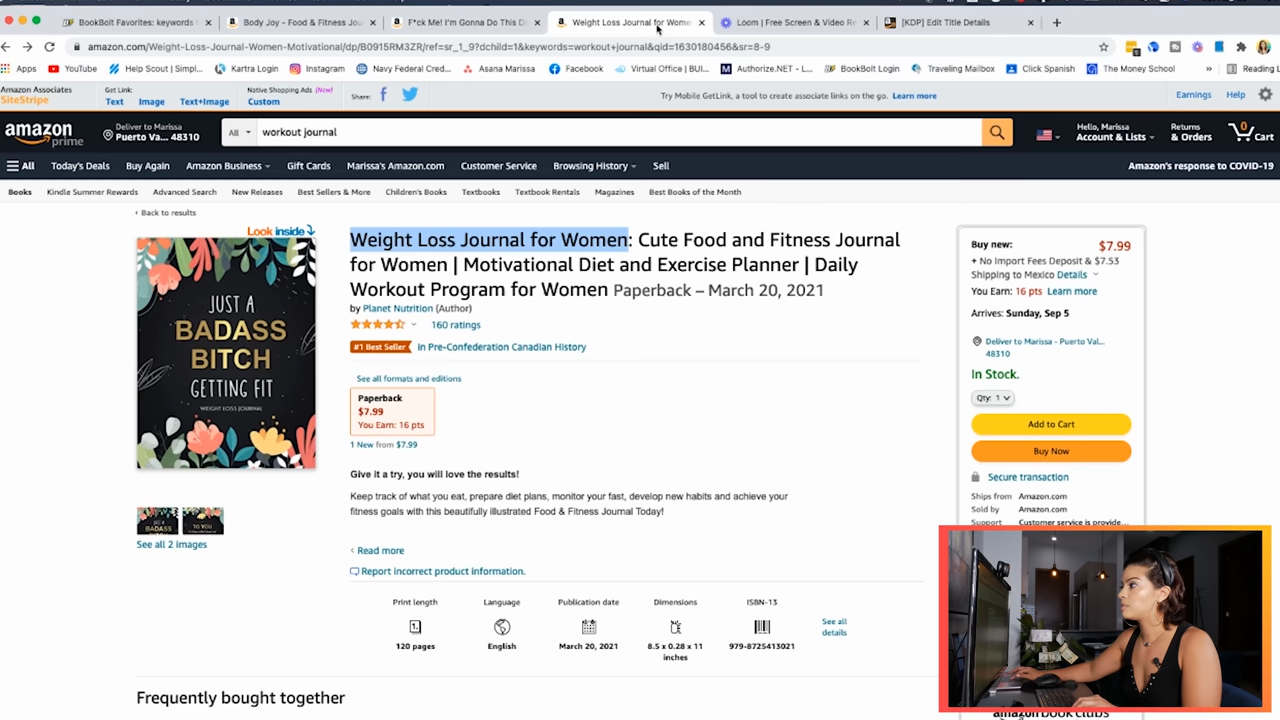 BookBolt Favorites: keywords
Body Joy - Food & Fitness Jou
F*ck Me! I'm Gonna Do This Di
Weight Loss Journal for Wome
Loom | Free Screen & Video Re
[KDP] Edit Title Details
amazon.com/Weight-Loss-Journal-Women-Motivational/dp/B0915RM3ZR/ref=sr_1_9?dchild=1&keywords=workout+journal&qid=1630180456&sr=8-9
Apps YouTube Help Scout | Simpl... Kartra Login Instagram Navy Federal Cred... Asana Marissa Facebook Virtual Office | BUI... Authorize.NET - L... BookBolt Login Traveling Mailbox Click Spanish The Money School » Reading L
Amazon Associates
SiteStripe
Get Link:
Text Image Text+Image
Native Shopping Ads (New!)
Custom
Share:
Try Mobile GetLink, a tool to create associate links on the go. Learn more
Earnings Help
amazon prime
Deliver to Marissa
Puerto Va... 48310
All
workout journal
Hello, Marissa
Account & Lists
Returns
& Orders
0
Cart
All Today's Deals Buy Again Amazon Business Gift Cards Marissa's Amazon.com Customer Service Browsing History Sell
Amazon's response to COVID-19
Books Kindle Summer Rewards Advanced Search New Releases Best Sellers & More Children's Books Textbooks Textbook Rentals Magazines Best Books of the Month
‹ Back to results
Look inside
JUST A
BADASS
BITCH
GETTING FIT
WEIGHT LOSS JOURNAL
See all 2 images
Weight Loss Journal for Women: Cute Food and Fitness Journal
for Women | Motivational Diet and Exercise Planner | Daily
Workout Program for Women Paperback – March 20, 2021
by Planet Nutrition (Author)
160 ratings
#1 Best Seller in Pre-Confederation Canadian History
See all formats and editions
Paperback
$7.99
You Earn: 16 pts
1 New from $7.99
Give it a try, you will love the results!
Keep track of what you eat, prepare diet plans, monitor your fast, develop new habits and achieve your
fitness goals with this beautifully illustrated Food & Fitness Journal Today!
‹ Read more
Report incorrect product information.
Print length
120 pages
Language
English
Publication date
March 20, 2021
Dimensions
8.5 x 0.28 x 11
inches
ISBN-13
979-8725413021
See all
details
Frequently bought together
Buy new: $7.99
+ No Import Fees Deposit & $7.53
Shipping to Mexico Details
You Earn: 16 pts Learn more
Arrives: Sunday, Sep 5
Deliver to Marissa - Puerto Val...
48310
In Stock.
Qty: 1
Add to Cart
Buy Now
Secure transaction
Ships from Amazon.com
Sold by Amazon.com
Support Customer service is provide...
amazon book clubs